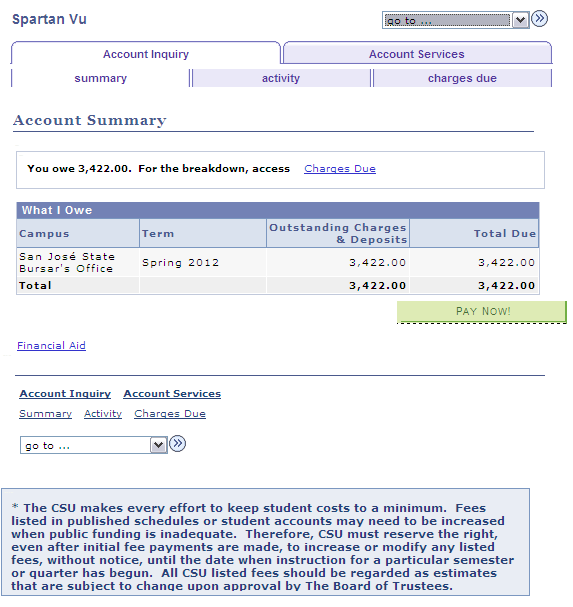 Spartan Vu
go to ...
Account Inquiry Account Services
summary activity charges due
Account Summary
You owe 3,422.00. For the breakdown, access Charges Due
What I Owe
Campus Term Outstanding Charges & Deposits Total Due
San José State Bursar's Office Spring 2012 3,422.00 3,422.00
Total 3,422.00 3,422.00
PAY NOW!
Financial Aid
Account Inquiry Account Services
Summary Activity Charges Due
go to ...
* The CSU makes every effort to keep student costs to a minimum. Fees
listed in published schedules or student accounts may need to be increased
when public funding is inadequate. Therefore, CSU must reserve the right,
even after initial fee payments are made, to increase or modify any listed
fees, without notice, until the date when instruction for a particular semester
or quarter has begun. All CSU listed fees should be regarded as estimates
that are subject to change upon approval by The Board of Trustees.